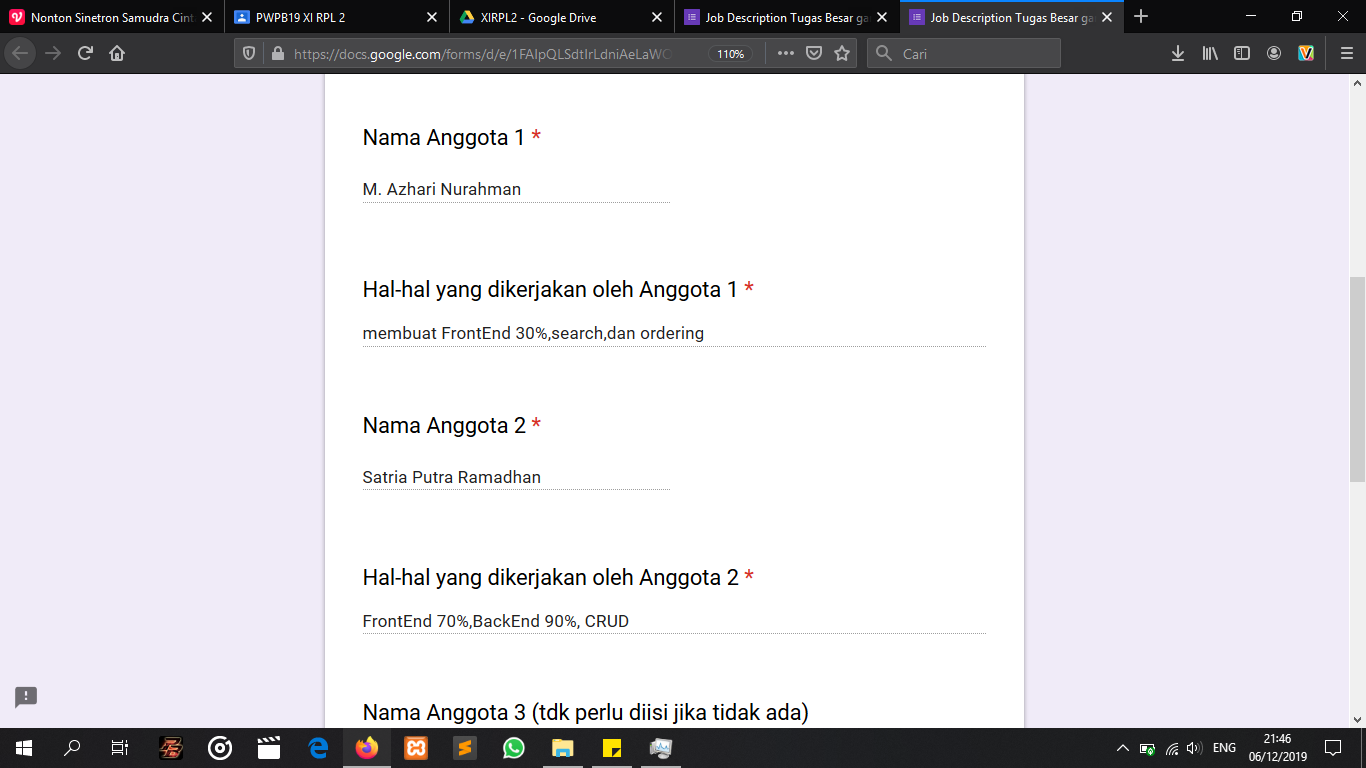 Nonton Sinetron Samudra Cint
PWPB19 XI RPL 2
XIRPL2 - Google Drive
Job Description Tugas Besar ga
Job Description Tugas Besar ga
https://docs.google.com/forms/d/e/1FAIpQLSdtIrLdniAeLaWC
110%
Cari
Nama Anggota 1 *
M. Azhari Nurahman
Hal-hal yang dikerjakan oleh Anggota 1 *
membuat FrontEnd 30%,search,dan ordering
Nama Anggota 2 *
Satria Putra Ramadhan
Hal-hal yang dikerjakan oleh Anggota 2 *
FrontEnd 70%,BackEnd 90%, CRUD
Nama Anggota 3 (tdk perlu diisi jika tidak ada)
ENG
21:46
06/12/2019